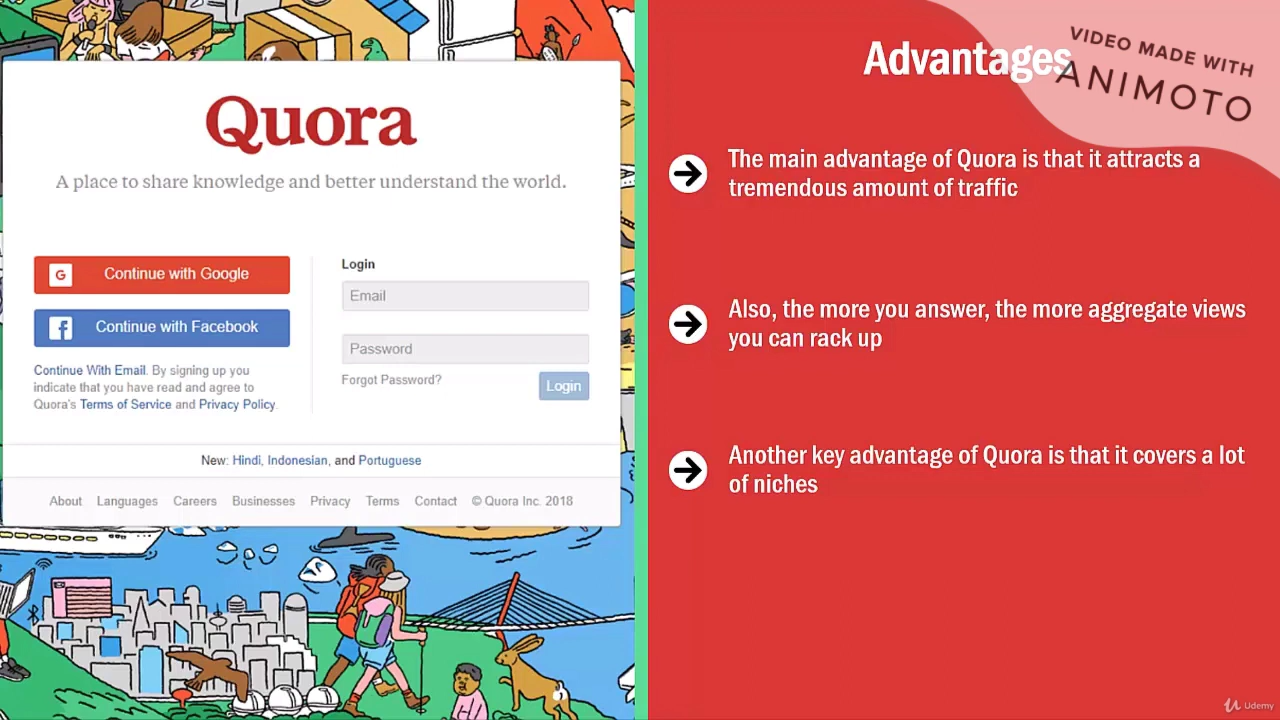 Quora
A place to share knowledge and better understand the world.
G
Continue with Google
f
Continue with Facebook
Continue With Email. By signing up you
indicate that you have read and agree to
Quora's Terms of Service and Privacy Policy.
Login
Email
Password
Forgot Password?
Login
New: Hindi, Indonesian, and Portuguese
About Languages Careers Businesses Privacy Terms Contact © Quora Inc. 2018
Advantages
VIDEO MADE WITH
ANIMOTO
The main advantage of Quora is that it attracts a
tremendous amount of traffic
Also, the more you answer, the more aggregate views
you can rack up
Another key advantage of Quora is that it covers a lot
of niches
Udemy